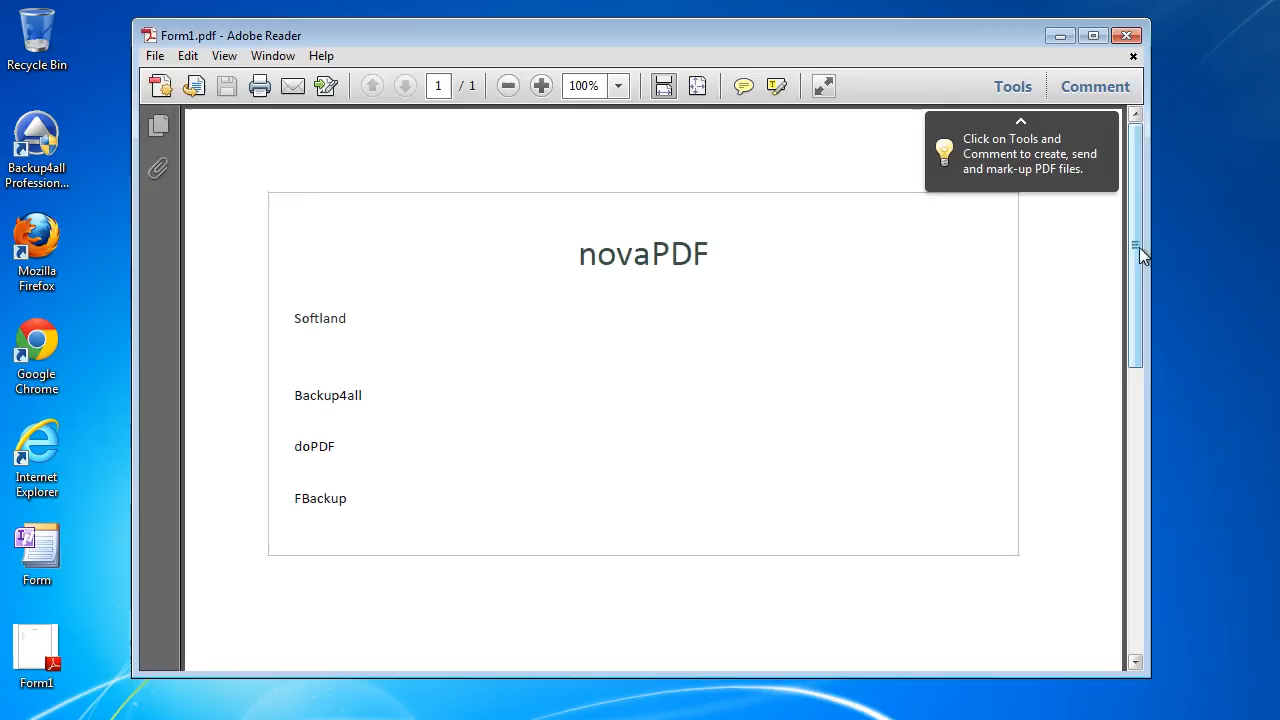 Recycle Bin
Backup4all
Profession...
Mozilla
Firefox
Google
Chrome
Internet
Explorer
Form
Form1
Form1.pdf - Adobe Reader
File Edit View Window Help
1 / 1 100% Tools Comment
Click on Tools and
Comment to create, send
and mark-up PDF files.
novaPDF
Softland
Backup4all
doPDF
FBackup